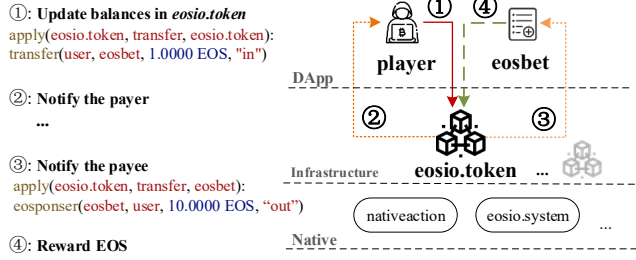 ①: Update balances in eosio.token
apply(eosio.token, transfer, eosio.token):
transfer(user, eosbet, 1.0000 EOS, "in")
②: Notify the payer
...
③: Notify the payee
apply(eosio.token, transfer, eosbet):
eosponser(eosbet, user, 10.0000 EOS, “out”)
④: Reward EOS
① ④
player eosbet
DApp
② ③
eosio.token ...
Infrastructure
nativeaction eosio.system ...
Native